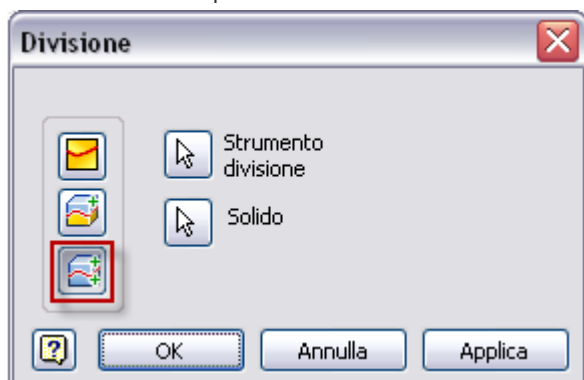 Divisione
Strumento
divisione
Solido
OK
Annulla
Applica